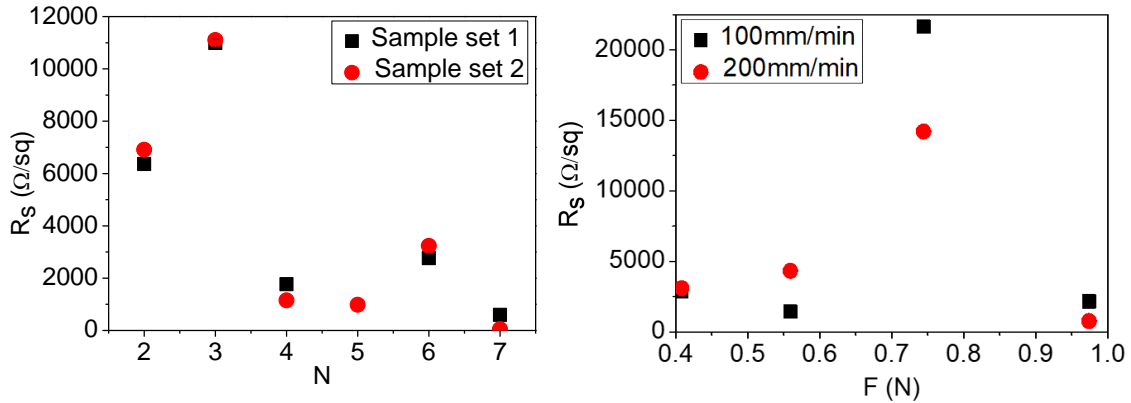 12000
10000
8000
6000
4000
2000
0
R_S (Ω/sq)
Sample set 1
Sample set 2
2 3 4 5 6 7
N
20000
15000
10000
5000
0
R_S (Ω/sq)
100mm/min
200mm/min
0.4 0.5 0.6 0.7 0.8 0.9 1.0
F (N)